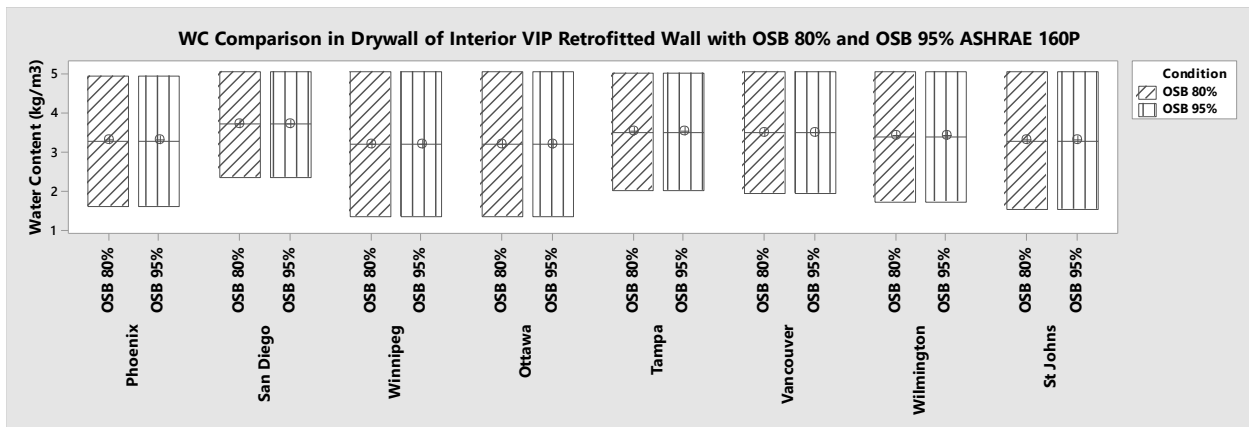 WC Comparison in Drywall of Interior VIP Retrofitted Wall with OSB 80% and OSB 95% ASHRAE 160P
Water Content (kg/m3)
5
4
3
2
1
Condition
OSB 80%
OSB 95%
OSB 80%
OSB 95%
OSB 80%
OSB 95%
OSB 80%
OSB 95%
OSB 80%
OSB 95%
OSB 80%
OSB 95%
OSB 80%
OSB 95%
OSB 80%
OSB 95%
OSB 80%
OSB 95%
Phoenix
San Diego
Winnipeg
Ottawa
Tampa
Vancouver
Wilmington
St Johns